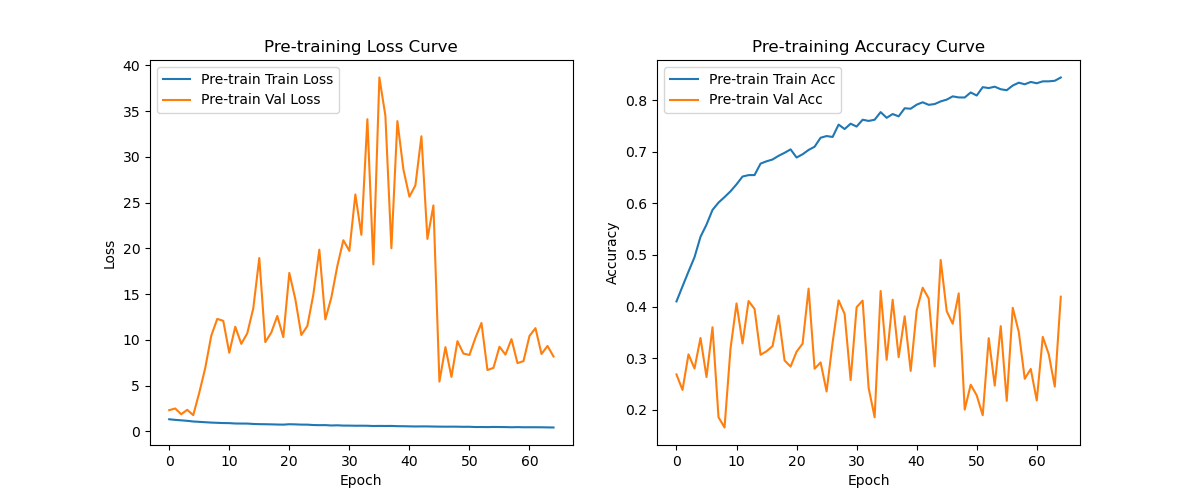 Pre-training Loss Curve
Pre-train Train Loss
Pre-train Val Loss
40
35
30
25
20
15
10
5
0
Loss
0 10 20 30 40 50 60
Epoch
Pre-training Accuracy Curve
Pre-train Train Acc
Pre-train Val Acc
0.8
0.7
0.6
0.5
0.4
0.3
0.2
Accuracy
0 10 20 30 40 50 60
Epoch